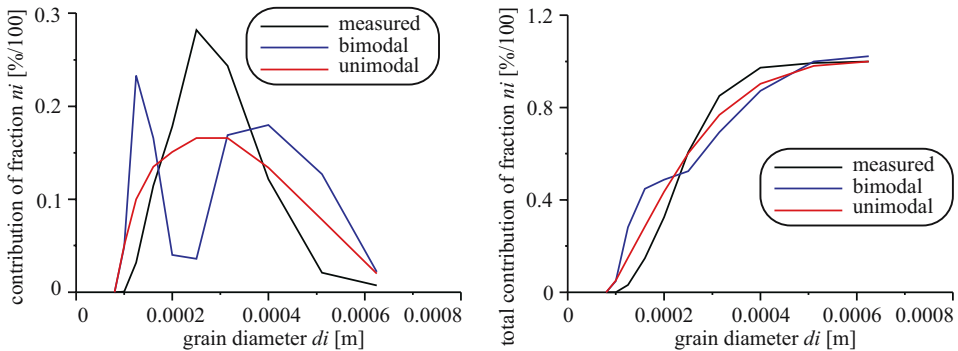 contribution of fraction ni [%/100]
0.3
0.2
0.1
0
measured
bimodal
unimodal
0 0.0002 0.0004 0.0006 0.0008
grain diameter di [m]
total contribution of fraction ni [%/100]
1.2
0.8
0.4
0
measured
bimodal
unimodal
0 0.0002 0.0004 0.0006 0.0008
grain diameter di [m]